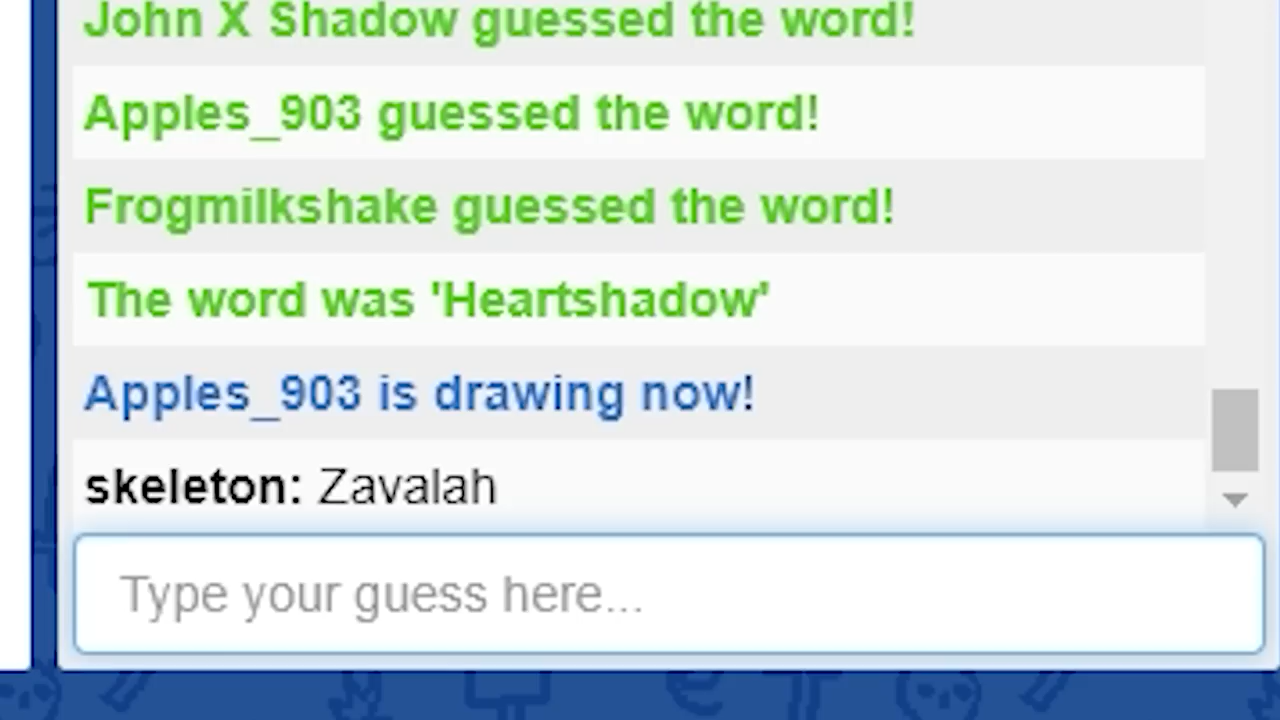 John X Shadow guessed the word!
Apples_903 guessed the word!
Frogmilkshake guessed the word!
The word was 'Heartshadow'
Apples_903 is drawing now!
skeleton: Zavalah
Type your guess here...